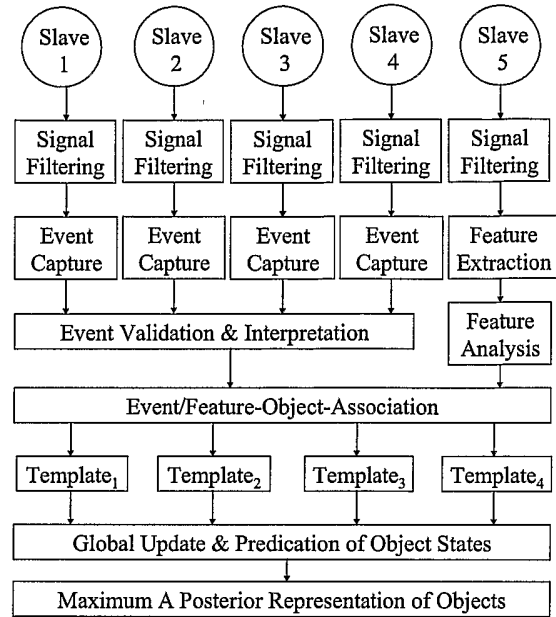 Slave Slave Slave Slave Slave
1 2 3 4 5
Signal Signal Signal Signal Signal
Filtering Filtering Filtering Filtering Filtering
Event Event Event Event Feature
Capture Capture Capture Capture Extraction
Event Validation & Interpretation
Feature
Analysis
Event/Feature-Object-Association
Template₁ Template₂ Template₃ Template₄
Global Update & Predication of Object States
Maximum A Posterior Representation of Objects